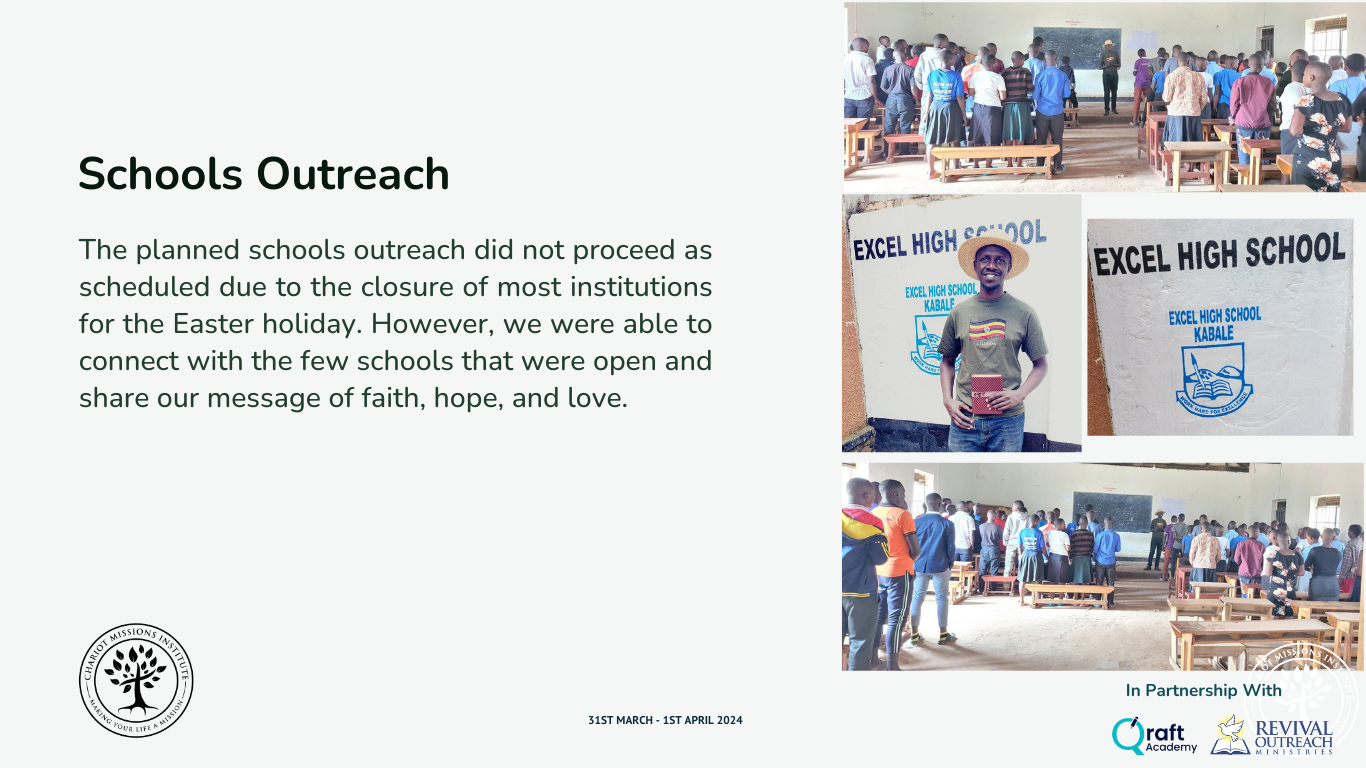 Schools Outreach
The planned schools outreach did not proceed as
scheduled due to the closure of most institutions
for the Easter holiday. However, we were able to
connect with the few schools that were open and
share our message of faith, hope, and love.
EXCEL HIGH SCHOOL
EXCEL HIGH SCHOOL
KABALE
EXCEL HIGH SCHOOL
EXCEL HIGH SCHOOL
KABALE
WORK HARD FOR EXCELLENCE
CHARIOT MISSIONS INSTITUTE
MAKING YOUR LIFE A MISSION
31ST MARCH - 1ST APRIL 2024
In Partnership With
Qraft
Academy
REVIVAL
OUTREACH
MINISTRIES